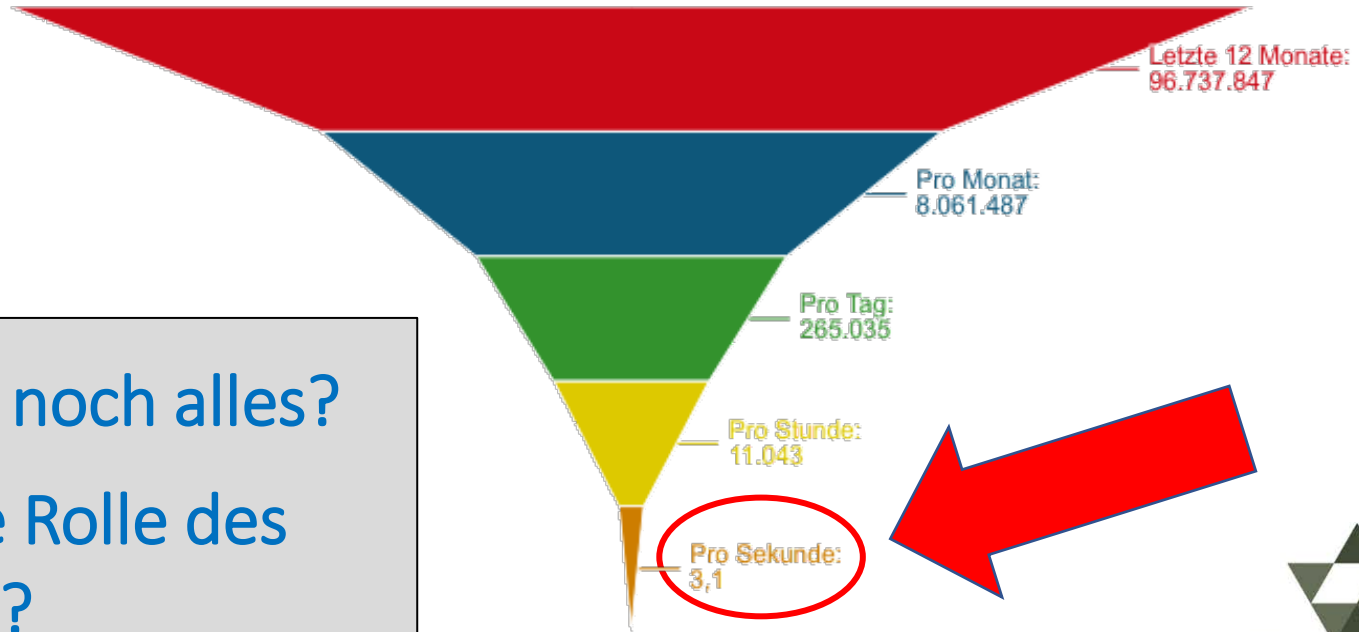 Letzte 12 Monate:
96.737.847
Pro Monat:
8.061.487
Pro Tag:
265.035
noch alles?
Pro Stunde:
11.043
e Rolle des
Pro Sekunde:
3,1
?